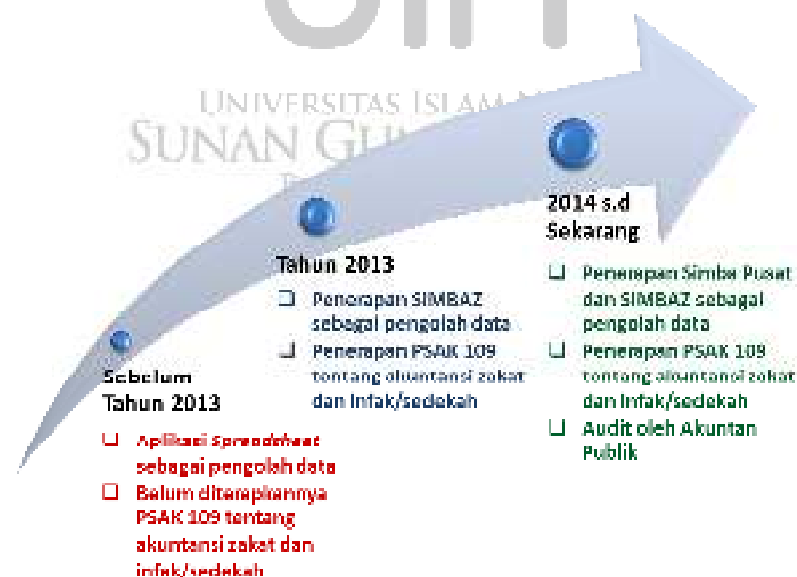 UIN
UNIVERSITAS ISLAM N
SUNAN GU
Sebelum
Tahun 2013
❑ Aplikasi Spreadsheet
sebagai pengolah data
❑ Belum diterapkannya
PSAK 109 tentang
akuntansi zakat dan
infak/sedekah
Tahun 2013
❑ Penerapan SIMBAZ
sebagai pengolah data
❑ Penerapan PSAK 109
tentang akuntansi zakat
dan Infak/sedekah
2014 s.d
Sekarang
❑ Penerapan Simba Pusat
dan SIMBAZ sebagai
pengolah data
❑ Penerapan PSAK 109
tentang akuntansi zakat
dan Infak/sedekah
❑ Audit oleh Akuntan
Publik